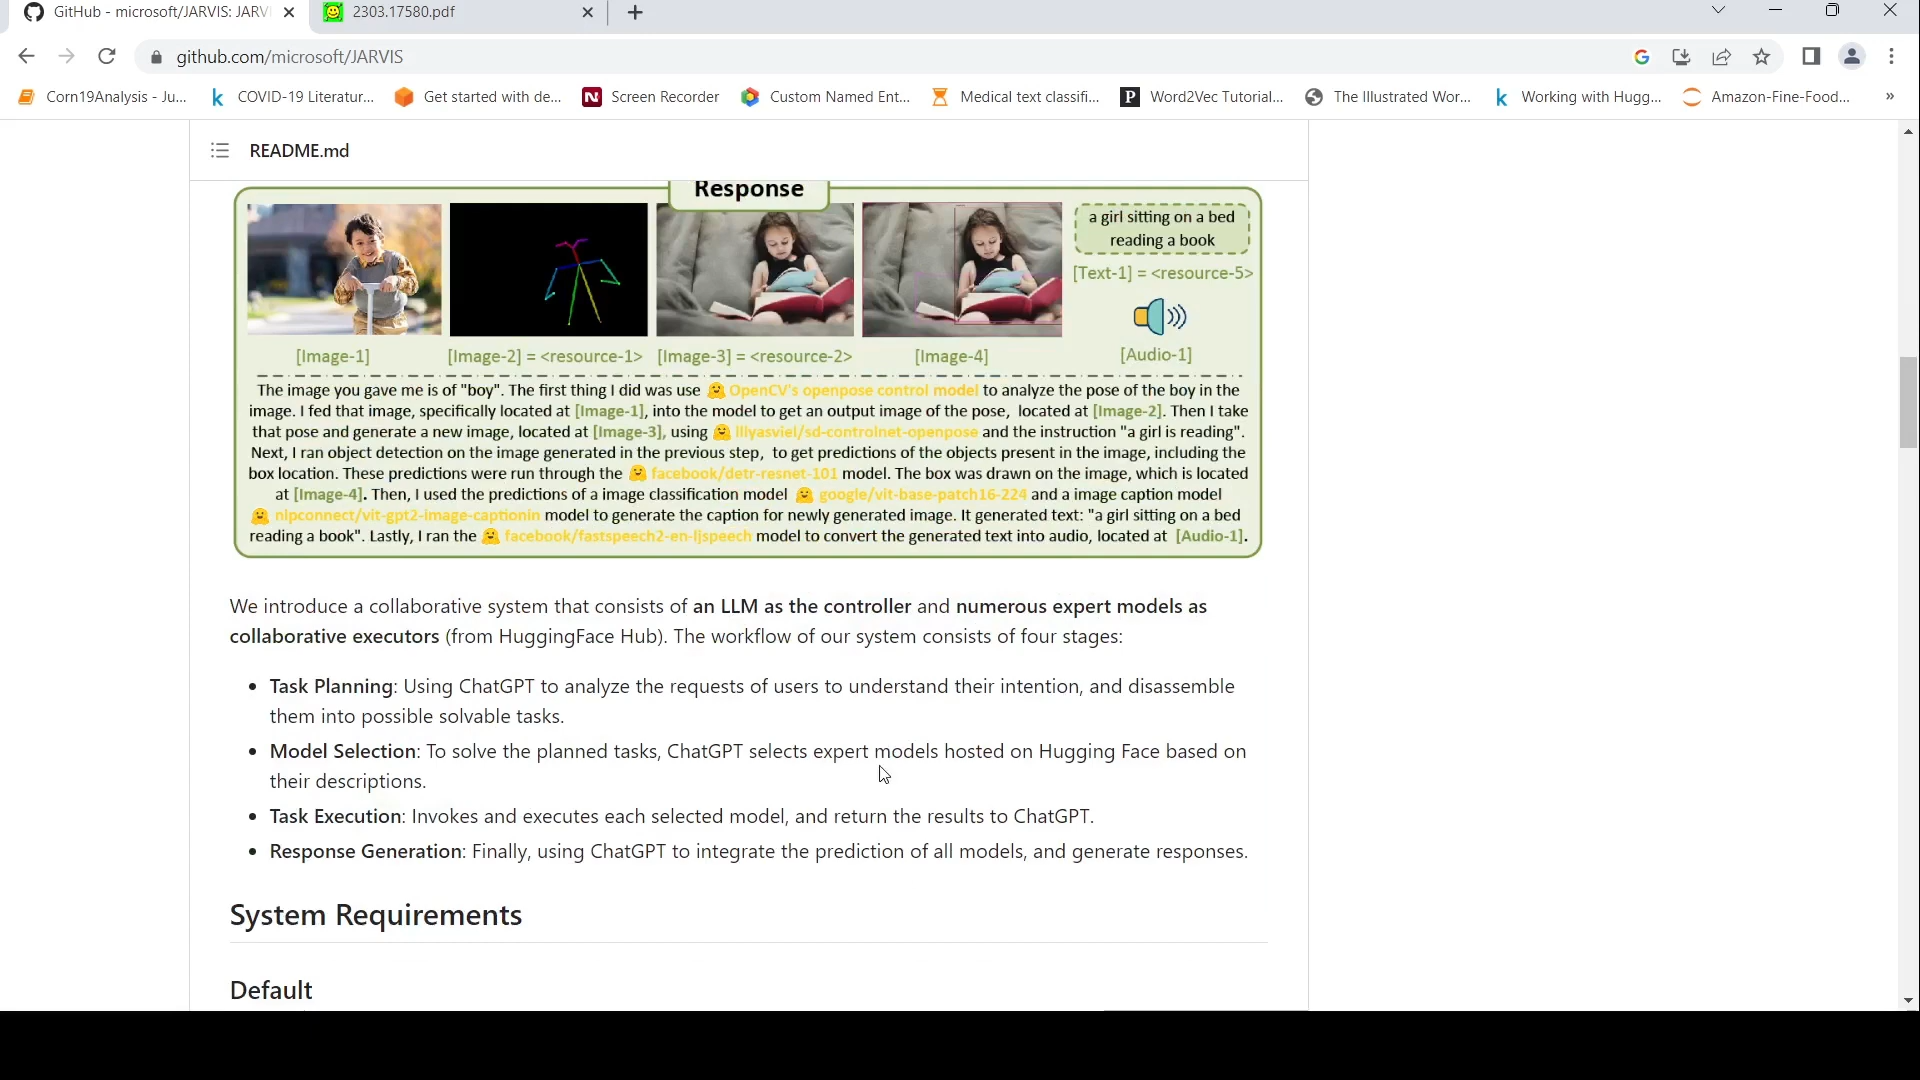 GitHub - microsoft/JARVIS: JARV
2303.17580.pdf
github.com/microsoft/JARVIS
Corn19Analysis - Ju...
COVID-19 Literatur...
Get started with de...
Screen Recorder
Custom Named Ent...
Medical text classifi...
Word2Vec Tutorial...
The Illustrated Wor...
Working with Hugg...
Amazon-Fine-Food...
»
README.md
Response
a girl sitting on a bed
reading a book
[Text-1] = <resource-5>
[Image-1]
[Image-2] = <resource-1>
[Image-3] = <resource-2>
[Image-4]
[Audio-1]
The image you gave me is of "boy". The first thing I did was use OpenCV's openpose control model to analyze the pose of the boy in the
image. I fed that image, specifically located at [Image-1], into the model to get an output image of the pose, located at [Image-2]. Then I take
that pose and generate a new image, located at [Image-3], using lllyasviel/sd-controlnet-openpose and the instruction "a girl is reading".
Next, I ran object detection on the image generated in the previous step, to get predictions of the objects present in the image, including the
box location. These predictions were run through the facebook/detr-resnet-101 model. The box was drawn on the image, which is located
at [Image-4]. Then, I used the predictions of a image classification model google/vit-base-patch16-224 and a image caption model
nlpconnect/vit-gpt2-image-captionin model to generate the caption for newly generated image. It generated text: "a girl sitting on a bed
reading a book". Lastly, I ran the facebook/fastspeech2-en-ljspeech model to convert the generated text into audio, located at [Audio-1].
We introduce a collaborative system that consists of an LLM as the controller and numerous expert models as
collaborative executors (from HuggingFace Hub). The workflow of our system consists of four stages:
• Task Planning: Using ChatGPT to analyze the requests of users to understand their intention, and disassemble
them into possible solvable tasks.
• Model Selection: To solve the planned tasks, ChatGPT selects expert models hosted on Hugging Face based on
their descriptions.
• Task Execution: Invokes and executes each selected model, and return the results to ChatGPT.
• Response Generation: Finally, using ChatGPT to integrate the prediction of all models, and generate responses.
System Requirements
Default